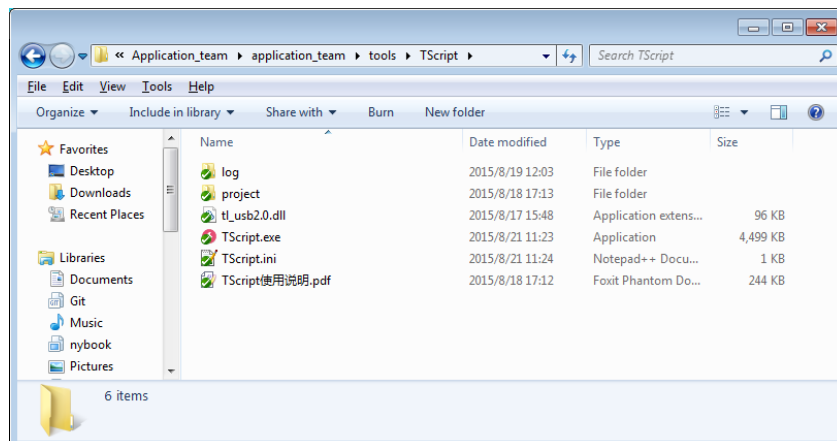 « Application_team ▸ application_team ▸ tools ▸ TScript ▸ Search TScript
File Edit View Tools Help
Organize Include in library Share with Burn New folder
Name Date modified Type Size
Favorites
Desktop
Downloads
Recent Places
Libraries
Documents
Git
Music
nybook
Pictures
log 2015/8/19 12:03 File folder
project 2015/8/18 17:13 File folder
tl_usb2.0.dll 2015/8/17 15:48 Application extens... 96 KB
TScript.exe 2015/8/21 11:23 Application 4,499 KB
TScript.ini 2015/8/21 11:24 Notepad++ Docu... 1 KB
TScript使用说明.pdf 2015/8/18 17:12 Foxit Phantom Do... 244 KB
6 items